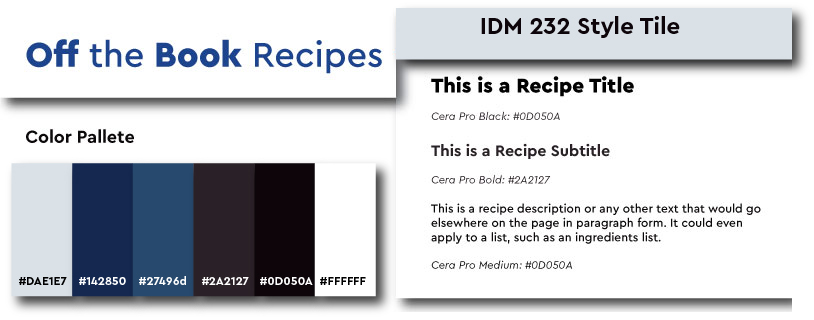 Off the Book Recipes
Color Pallete
#DAE1E7 #142850 #27496d #2A2127 #0D050A #FFFFFF
IDM 232 Style Tile
This is a Recipe Title
Cera Pro Black: #0D050A
This is a Recipe Subtitle
Cera Pro Bold: #2A2127
This is a recipe description or any other text that would go
elsewhere on the page in paragraph form. It could even
apply to a list, such as an ingredients list.
Cera Pro Medium: #0D050A